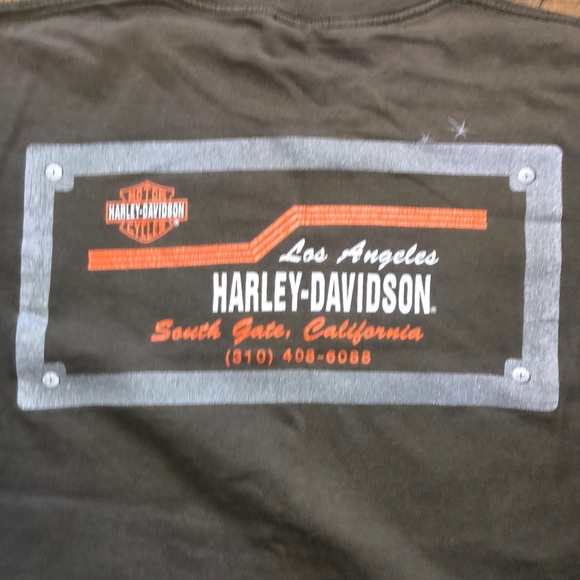 MOTOR
HARLEY-DAVIDSON
CYCLES
®
Los Angeles
HARLEY-DAVIDSON®
South Gate, California
(310) 408-6088